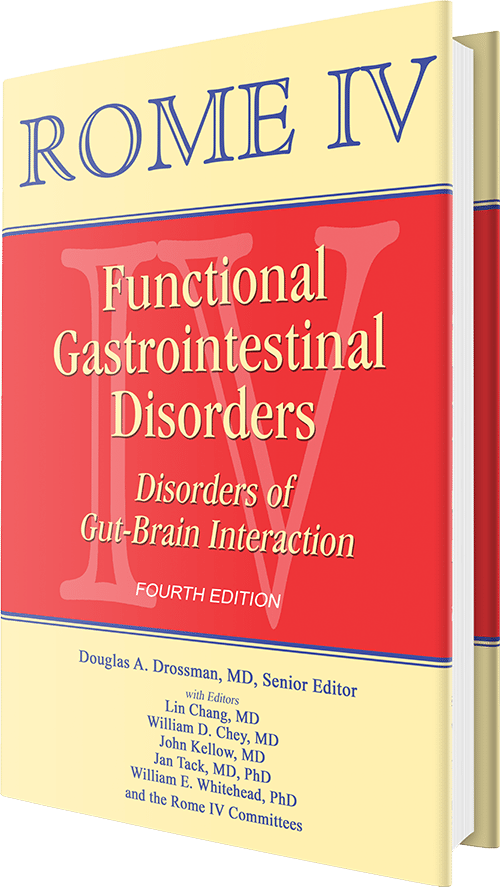 ROME IV
IV
Functional
Gastrointestinal
Disorders
Disorders of
Gut-Brain Interaction
FOURTH EDITION
Douglas A. Drossman, MD, Senior Editor
with Editors
Lin Chang, MD
William D. Chey, MD
John Kellow, MD
Jan Tack, MD, PhD
William E. Whitehead, PhD
and the Rome IV Committees